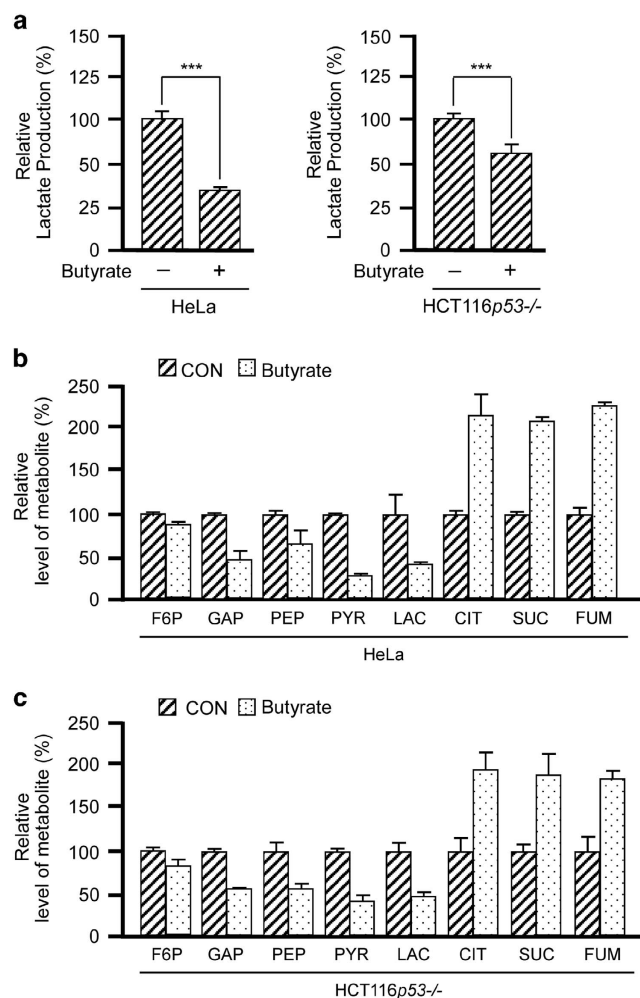 a
Relative
Lactate Production (%)
150
125
100
50
25
0
***
Butyrate – +
HeLa
Relative
Lactate Production (%)
150
125
100
50
25
0
***
Butyrate – +
HCT116p53-/-
b
CON Butyrate
Relative
level of metabolite (%)
250
200
150
100
50
0
F6P GAP PEP PYR LAC CIT SUC FUM
HeLa
c
CON Butyrate
Relative
level of metabolite (%)
250
200
150
100
50
0
F6P GAP PEP PYR LAC CIT SUC FUM
HCT116p53-/-